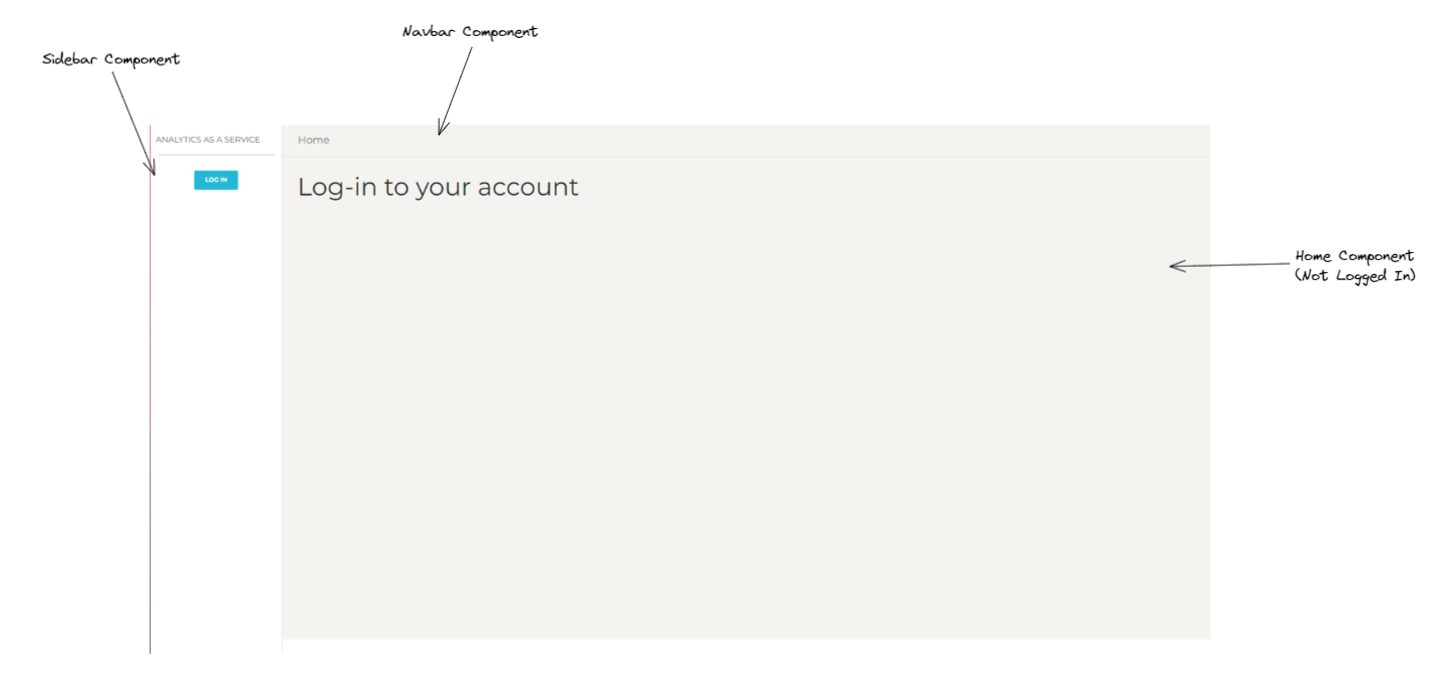 Navbar Component
Sidebar Component
ANALYTICS AS A SERVICE
Home
LOG IN
Log-in to your account
Home Component
(Not Logged In)